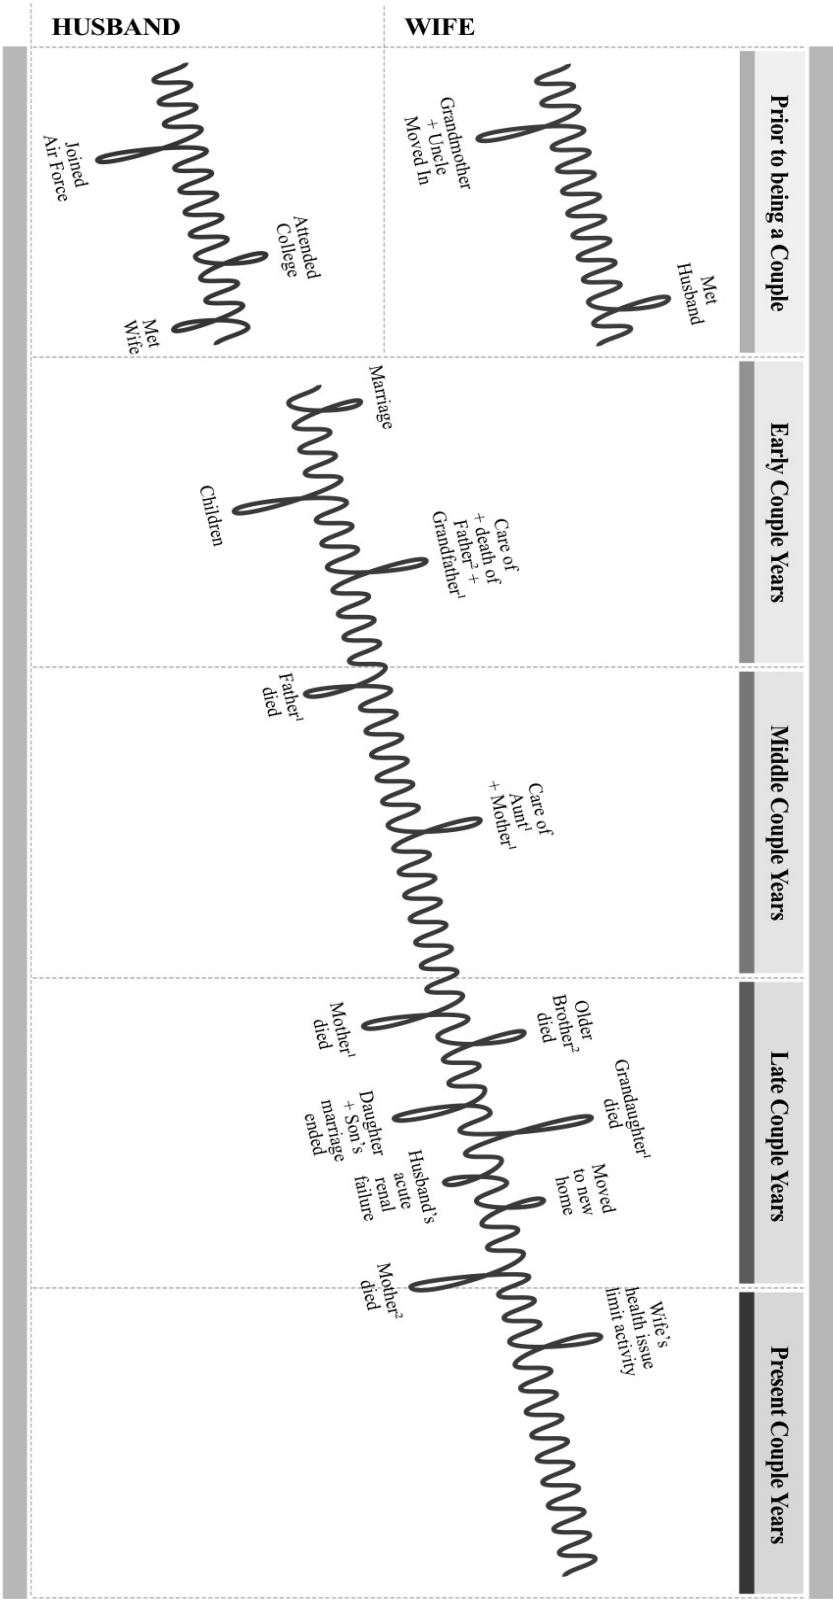 HUSBAND
WIFE
Prior to being a Couple
Joined
Air Force
Attended
College
Met
Wife
Grandmother
+ Uncle
Moved In
Met
Husband
Early Couple Years
Marriage
Children
Care of
+ death of
Father² +
Grandfather¹
Middle Couple Years
Father¹
died
Care of
Aunt¹
+ Mother¹
Late Couple Years
Mother¹
died
Older
Brother²
died
Daughter
+ Son's
marriage
ended
Grandaughter¹
died
Husband's
acute
renal
failure
Moved
to new
home
Mother²
died
Present Couple Years
Wife's
health issue
limit activity